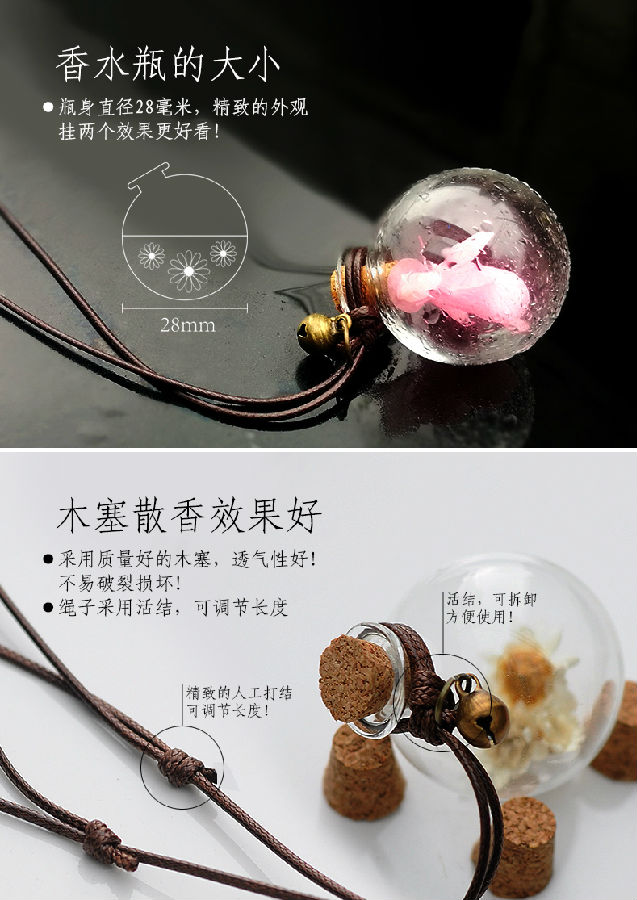 香水瓶的大小
●瓶身直径28毫米，精致的外观
挂两个效果更好看！
28mm
木塞散香效果好
●采用质量好的木塞，透气性好！
不易破裂损坏！
●绳子采用活结，可调节长度
活结，可拆卸
方便使用！
精致的人工打结
可调节长度！